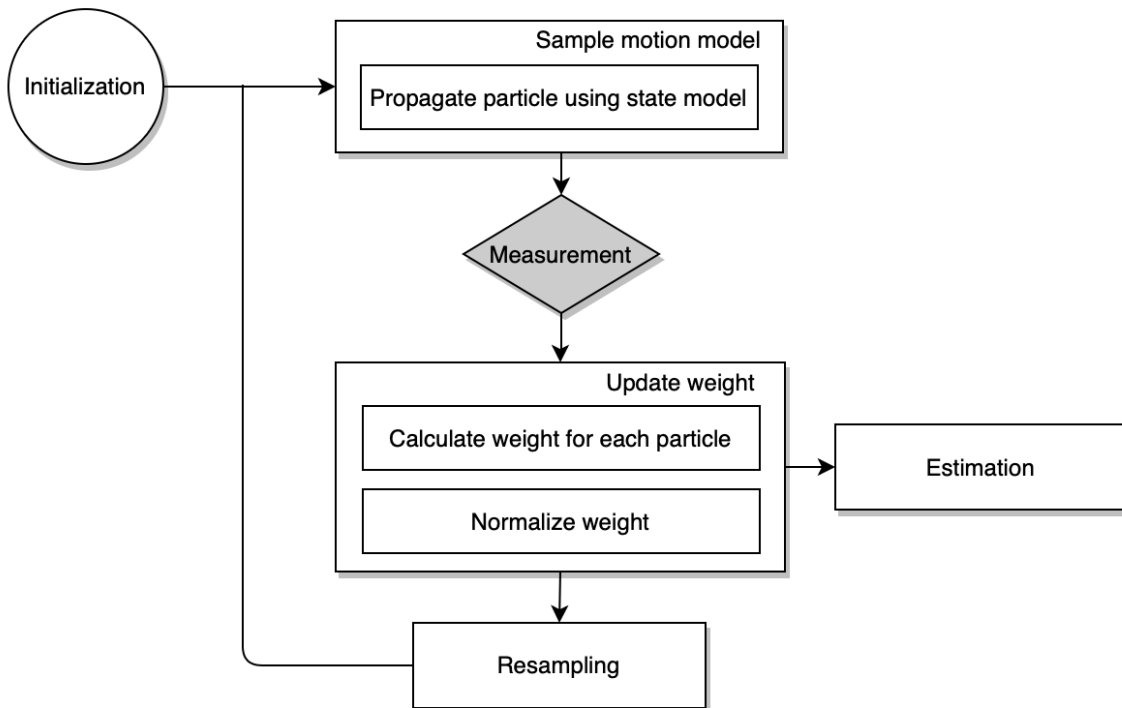 Initialization
Sample motion model
Propagate particle using state model
Measurement
Update weight
Calculate weight for each particle
Normalize weight
Estimation
Resampling